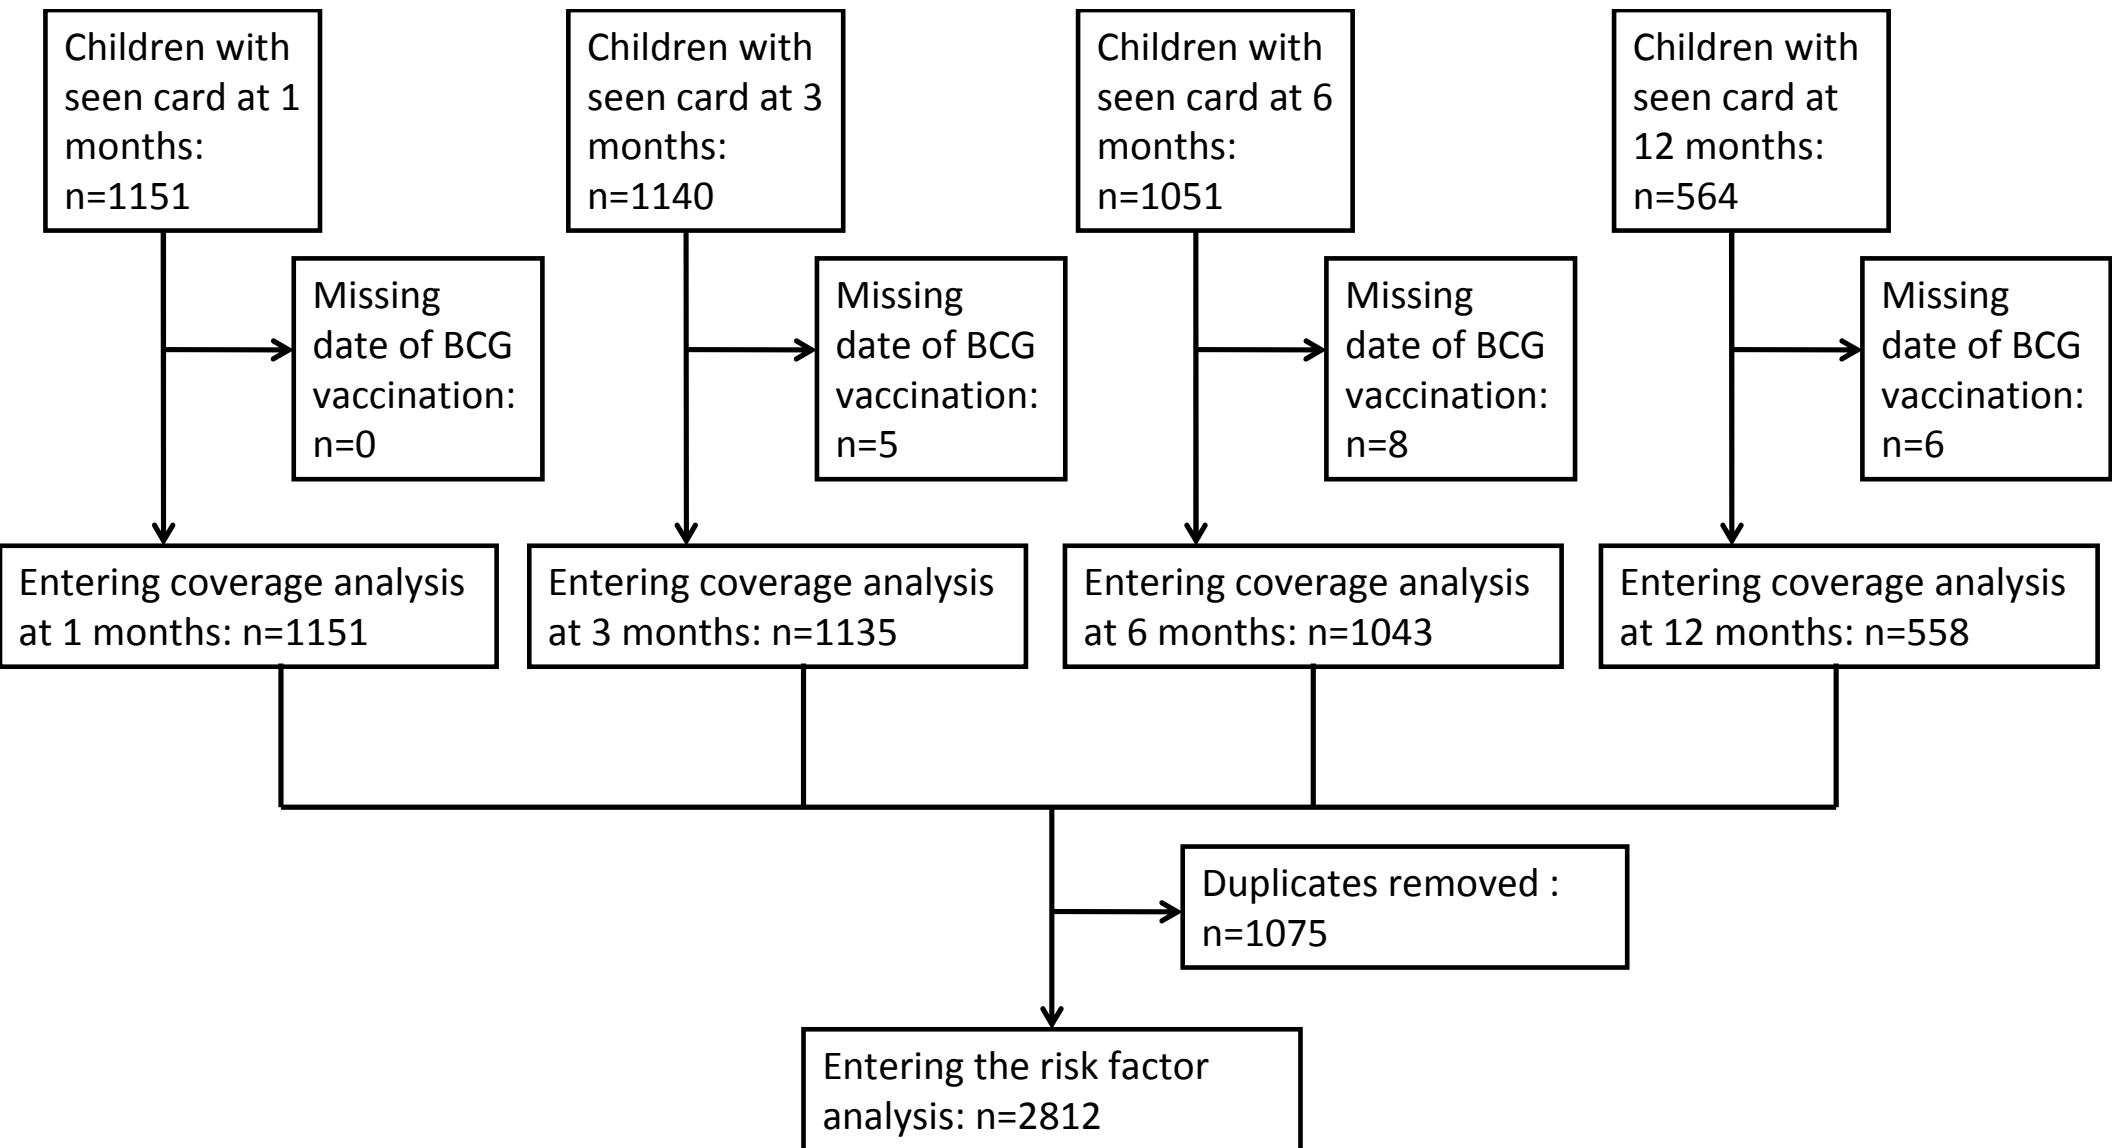 Children with
seen card at 1
months:
n=1151
Children with
seen card at 3
months:
n=1140
Children with
seen card at 6
months:
n=1051
Children with
seen card at
12 months:
n=564
Missing
date of BCG
vaccination:
n=0
Missing
date of BCG
vaccination:
n=5
Missing
date of BCG
vaccination:
n=8
Missing
date of BCG
vaccination:
n=6
Entering coverage analysis
at 1 months: n=1151
Entering coverage analysis
at 3 months: n=1135
Entering coverage analysis
at 6 months: n=1043
Entering coverage analysis
at 12 months: n=558
Duplicates removed :
n=1075
Entering the risk factor
analysis: n=2812